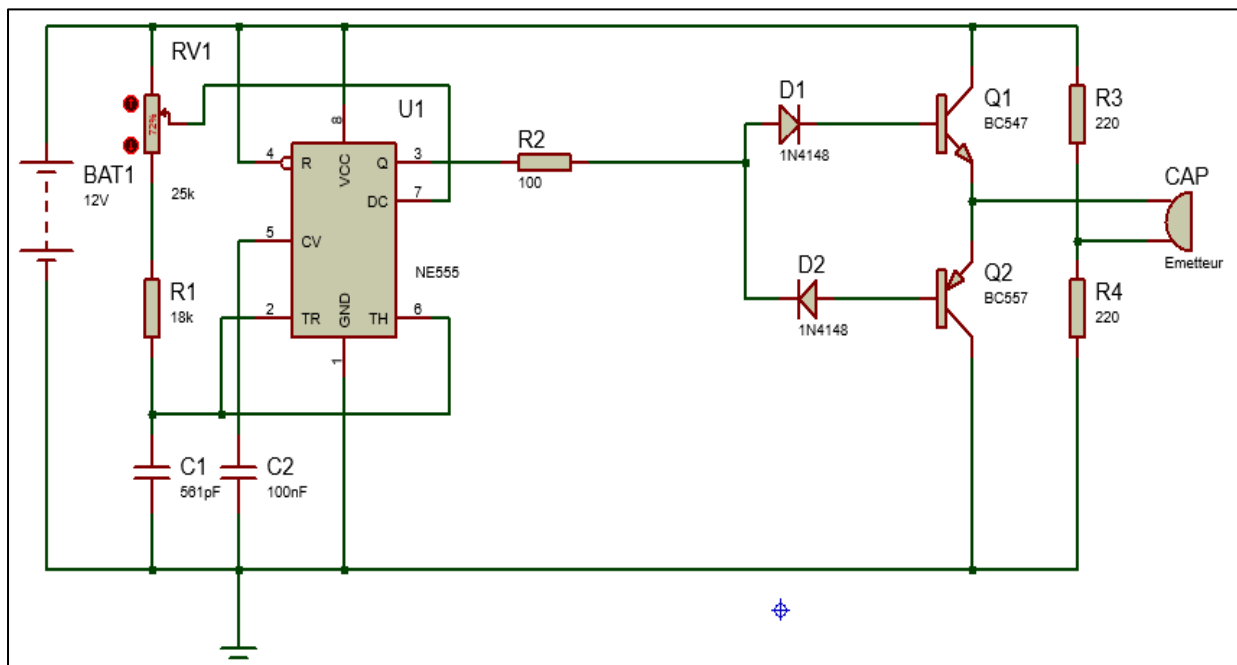 RV1
72%
25k
BAT1
12V
R1
18k
C1
561pF
C2
100nF
U1
8
VCC
4
R
Q
3
DC
7
5
CV
NE555
2
TR
GND
TH
6
1
R2
100
D1
1N4148
D2
1N4148
Q1
BC547
Q2
BC557
R3
220
R4
220
CAP
Emetteur